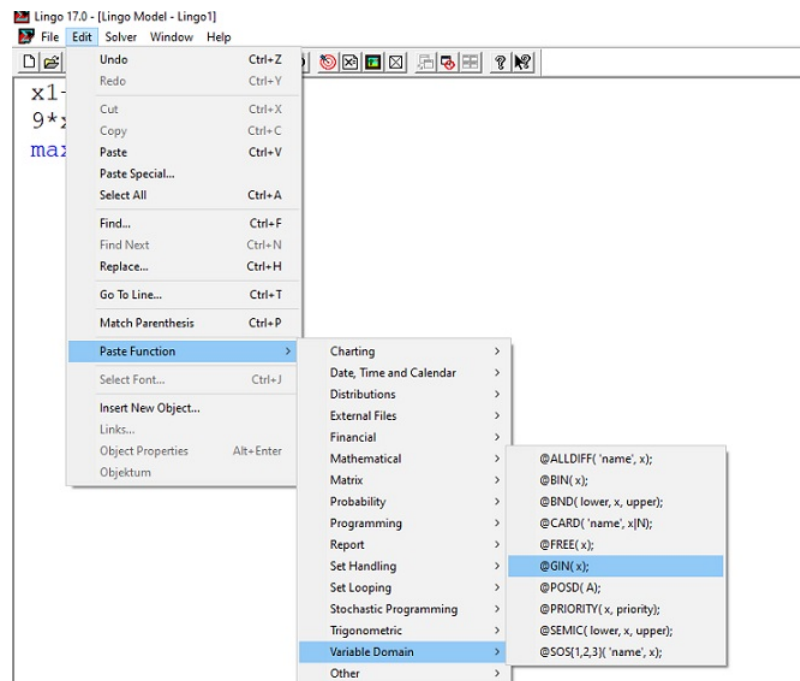 Lingo 17.0 - [Lingo Model - Lingo1]
File Edit Solver Window Help
x1-
9*x
max
Undo Ctrl+Z
Redo Ctrl+Y
Cut Ctrl+X
Copy Ctrl+C
Paste Ctrl+V
Paste Special...
Select All Ctrl+A
Find... Ctrl+F
Find Next Ctrl+N
Replace... Ctrl+H
Go To Line... Ctrl+T
Match Parenthesis Ctrl+P
Paste Function >
Select Font... Ctrl+J
Insert New Object...
Links...
Object Properties Alt+Enter
Objektum
Charting >
Date, Time and Calendar >
Distributions >
External Files >
Financial >
Mathematical >
Matrix >
Probability >
Programming >
Report >
Set Handling >
Set Looping >
Stochastic Programming >
Trigonometric >
Variable Domain >
Other >
@ALLDIFF( 'name', x);
@BIN( x);
@BND( lower, x, upper);
@CARD( 'name', x|N);
@FREE( x);
@GIN( x);
@POSD( A);
@PRIORITY( x, priority);
@SEMIC( lower, x, upper);
@SOS{1,2,3}( 'name', x);